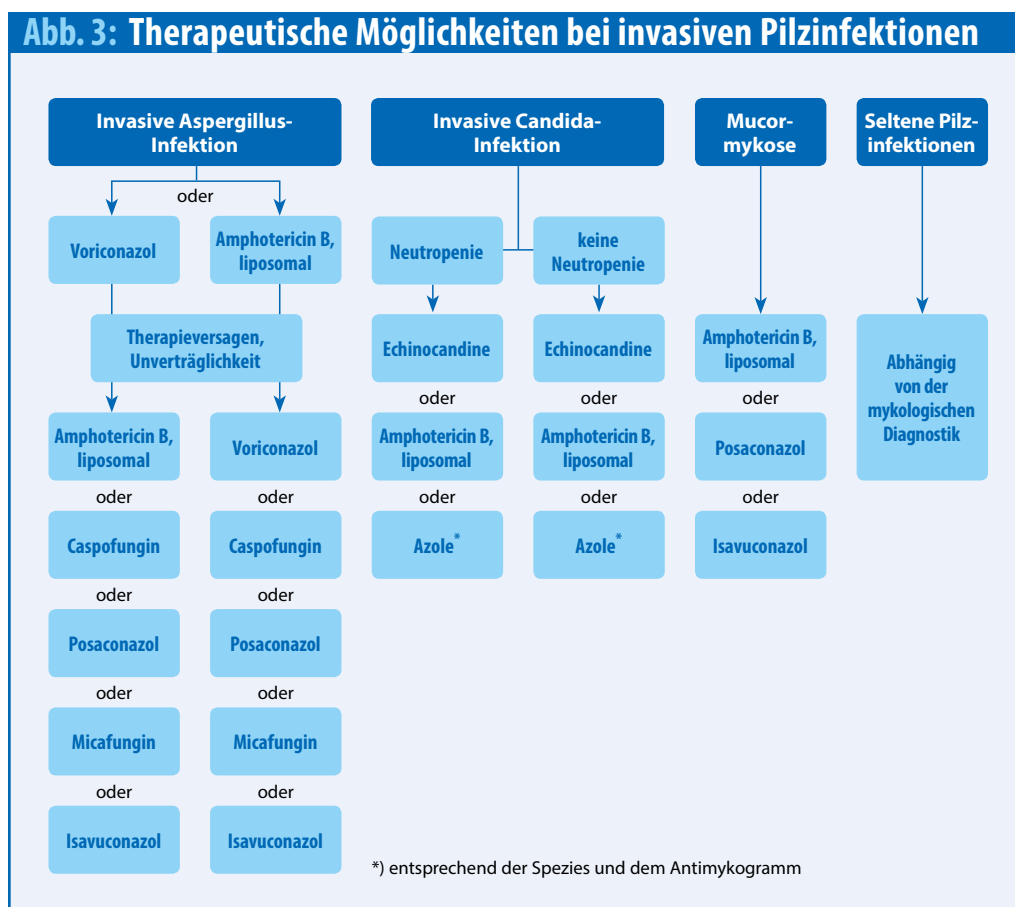 Abb. 3: Therapeutische Möglichkeiten bei invasiven Pilzinfektionen
Invasive Aspergillus-
Infektion
oder
Voriconazol
Amphotericin B,
liposomal
Therapieversagen,
Unverträglichkeit
Amphotericin B,
liposomal
oder
Caspofungin
oder
Posaconazol
oder
Micafungin
oder
Isavuconazol
Voriconazol
oder
Caspofungin
oder
Posaconazol
oder
Micafungin
oder
Isavuconazol
Invasive Candida-
Infektion
Neutropenie
Echinocandine
oder
Amphotericin B,
liposomal
oder
Azole*
keine
Neutropenie
Echinocandine
oder
Amphotericin B,
liposomal
oder
Azole*
Mucor-
mykose
Amphotericin B,
liposomal
oder
Posaconazol
oder
Isavuconazol
Seltene Pilz-
infektionen
Abhängig
von der
mykologischen
Diagnostik
*) entsprechend der Spezies und dem Antimykogramm